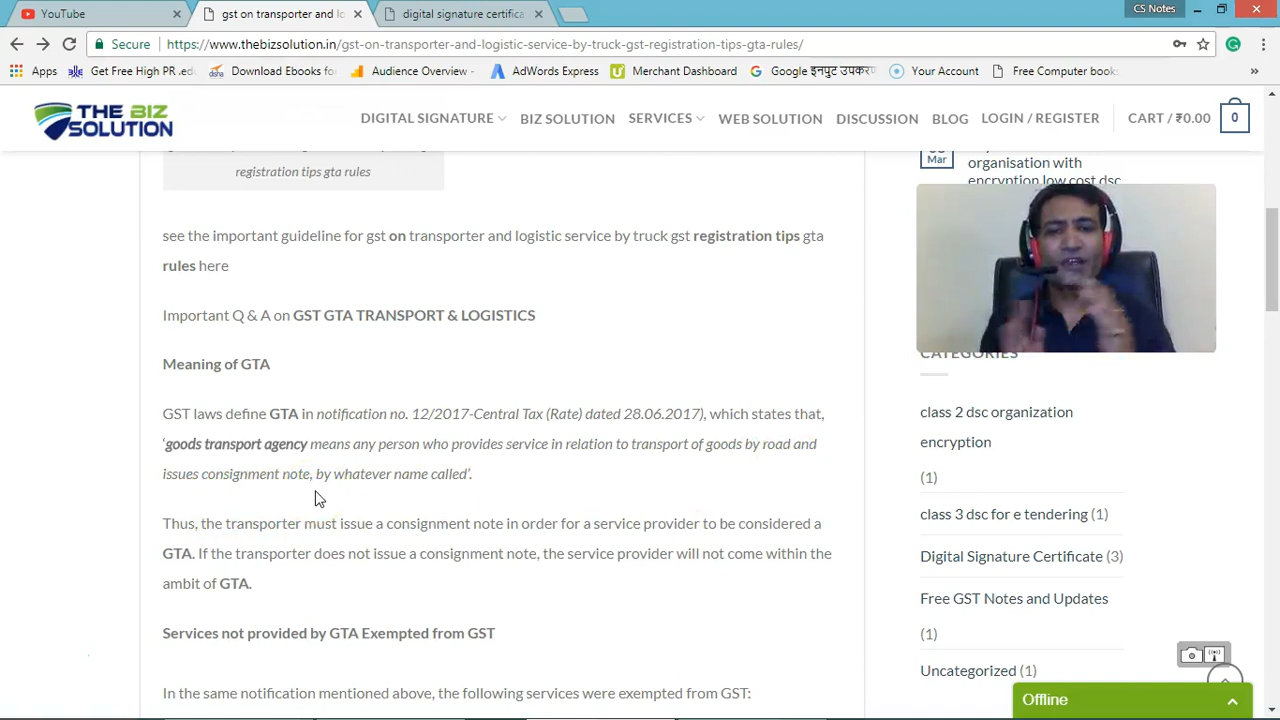 YouTube
gst on transporter and lo
digital signature certifica
CS Notes
Secure
https://www.thebizsolution.in/gst-on-transporter-and-logistic-service-by-truck-gst-registration-tips-gta-rules/
Apps
Get Free High PR .ed
Download Ebooks for
Audience Overview -
AdWords Express
Merchant Dashboard
Google इनपुट उपकरण
Your Account
Free Computer book
THE BIZ
SOLUTION
DIGITAL SIGNATURE
BIZ SOLUTION
SERVICES
WEB SOLUTION
DISCUSSION
BLOG
LOGIN / REGISTER
CART / ₹0.00
0
registration tips gta rules
see the important guideline for gst on transporter and logistic service by truck gst registration tips gta
rules here
Important Q & A on GST GTA TRANSPORT & LOGISTICS
Meaning of GTA
GST laws define GTA in notification no. 12/2017-Central Tax (Rate) dated 28.06.2017), which states that,
‘goods transport agency means any person who provides service in relation to transport of goods by road and
issues consignment note, by whatever name called’.
Thus, the transporter must issue a consignment note in order for a service provider to be considered a
GTA. If the transporter does not issue a consignment note, the service provider will not come within the
ambit of GTA.
Services not provided by GTA Exempted from GST
In the same notification mentioned above, the following services were exempted from GST:
Mar
organisation with
encryption low cost dsc
CATEGORIES
class 2 dsc organization
encryption
(1)
class 3 dsc for e tendering (1)
Digital Signature Certificate (3)
Free GST Notes and Updates
(1)
Uncategorized (1)
Offline